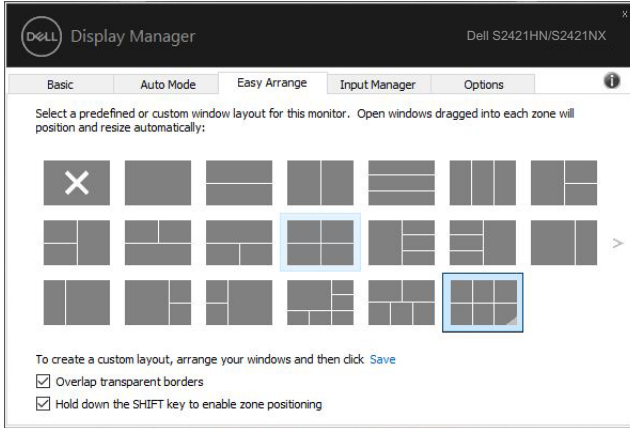 x
DELL Display Manager Dell S2421HN/S2421NX
Basic Auto Mode Easy Arrange Input Manager Options i
Select a predefined or custom window layout for this monitor. Open windows dragged into each zone will
position and resize automatically:
>
To create a custom layout, arrange your windows and then click Save
Overlap transparent borders
Hold down the SHIFT key to enable zone positioning